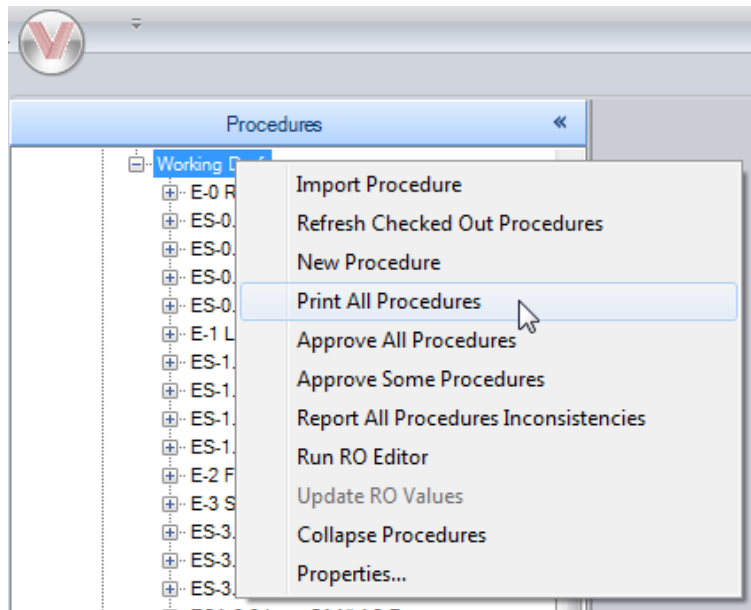 Procedures «
Working
E-0 R
Import Procedure
ES-0.
Refresh Checked Out Procedures
ES-0.
New Procedure
ES-0.
Print All Procedures
ES-0.
E-1 L
Approve All Procedures
ES-1.
Approve Some Procedures
ES-1.
ES-1.
Report All Procedures Inconsistencies
ES-1.
Run RO Editor
E-2 F
E-3 S
Update RO Values
ES-3.
Collapse Procedures
ES-3.
ES-3.
Properties...